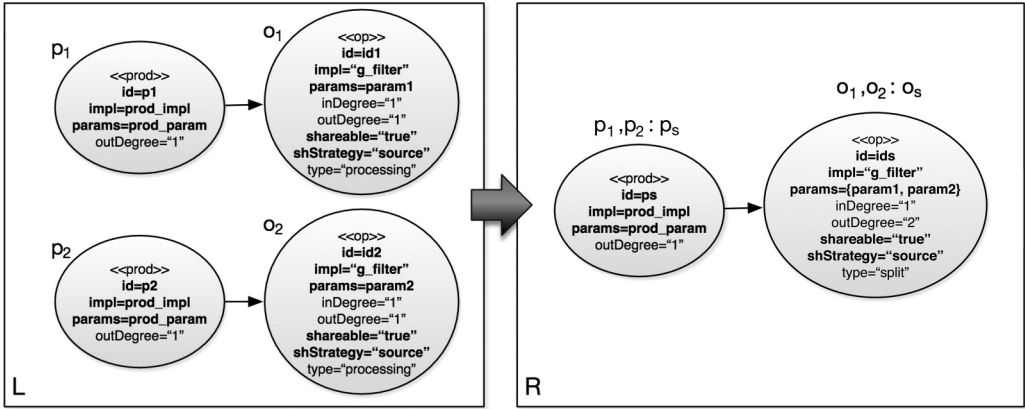 p1
<<prod>>
id=p1
impl=prod_impl
params=prod_param
outDegree=“1”
o1
<<op>>
id=id1
impl=“g_filter”
params=param1
inDegree=“1”
outDegree=“1”
shareable=“true”
shStrategy=“source”
type=“processing”
p2
<<prod>>
id=p2
impl=prod_impl
params=prod_param
outDegree=“1”
o2
<<op>>
id=id2
impl=“g_filter”
params=param2
inDegree=“1”
outDegree=“1”
shareable=“true”
shStrategy=“source”
type=“processing”
L
p1 ,p2 : ps
<<prod>>
id=ps
impl=prod_impl
params=prod_param
outDegree=“1”
o1 ,o2 : os
<<op>>
id=ids
impl=“g_filter”
params={param1, param2}
inDegree=“1”
outDegree=“2”
shareable=“true”
shStrategy=“source”
type=“split”
R